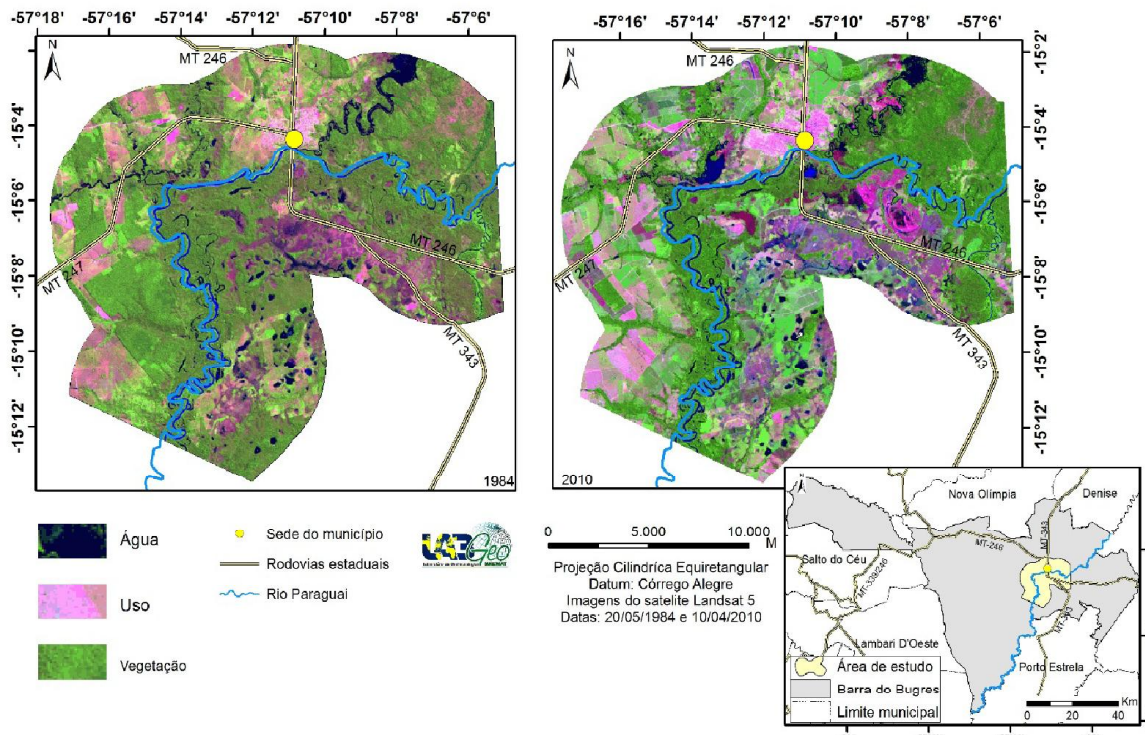 -57°18' -57°16' -57°14' -57°12' -57°10' -57°8' -57°6'
-57°16' -57°14' -57°12' -57°10' -57°8' -57°6'
N
MT 246
MT 247
MT 246
MT 343
1984
-15°4'
-15°6'
-15°8'
-15°10'
-15°12'
N
MT 246
MT 247
MT 246
MT 343
2010
-15°2'
-15°4'
-15°6'
-15°8'
-15°10'
-15°12'
Água
Uso
Vegetação
Sede do município
Rodovias estaduais
Rio Paraguai
LABGeo
0 5.000 10.000
M
Projeção Cilindríca Equiretangular
Datum: Córrego Alegre
Imagens do satelite Landsat 5
Datas: 20/05/1984 e 10/04/2010
Nova Olímpia
Denise
MT-343
MT-246
Salto do Céu
Lambari D'Oeste
Porto Estrela
Área de estudo
Barra do Bugres
Limite municipal
Km
0 20 40